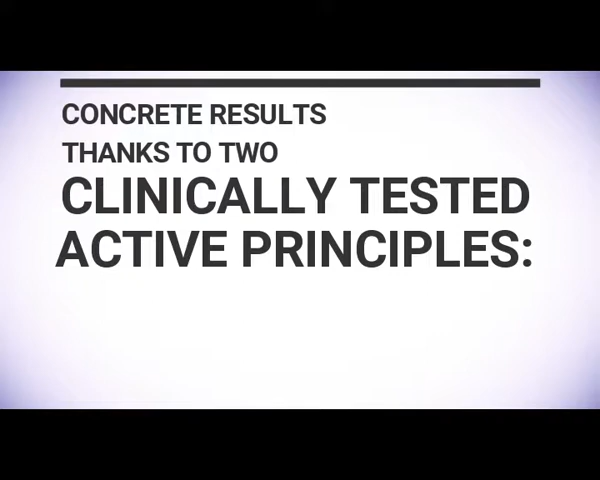 CONCRETE RESULTS
THANKS TO TWO
CLINICALLY TESTED
ACTIVE PRINCIPLES: